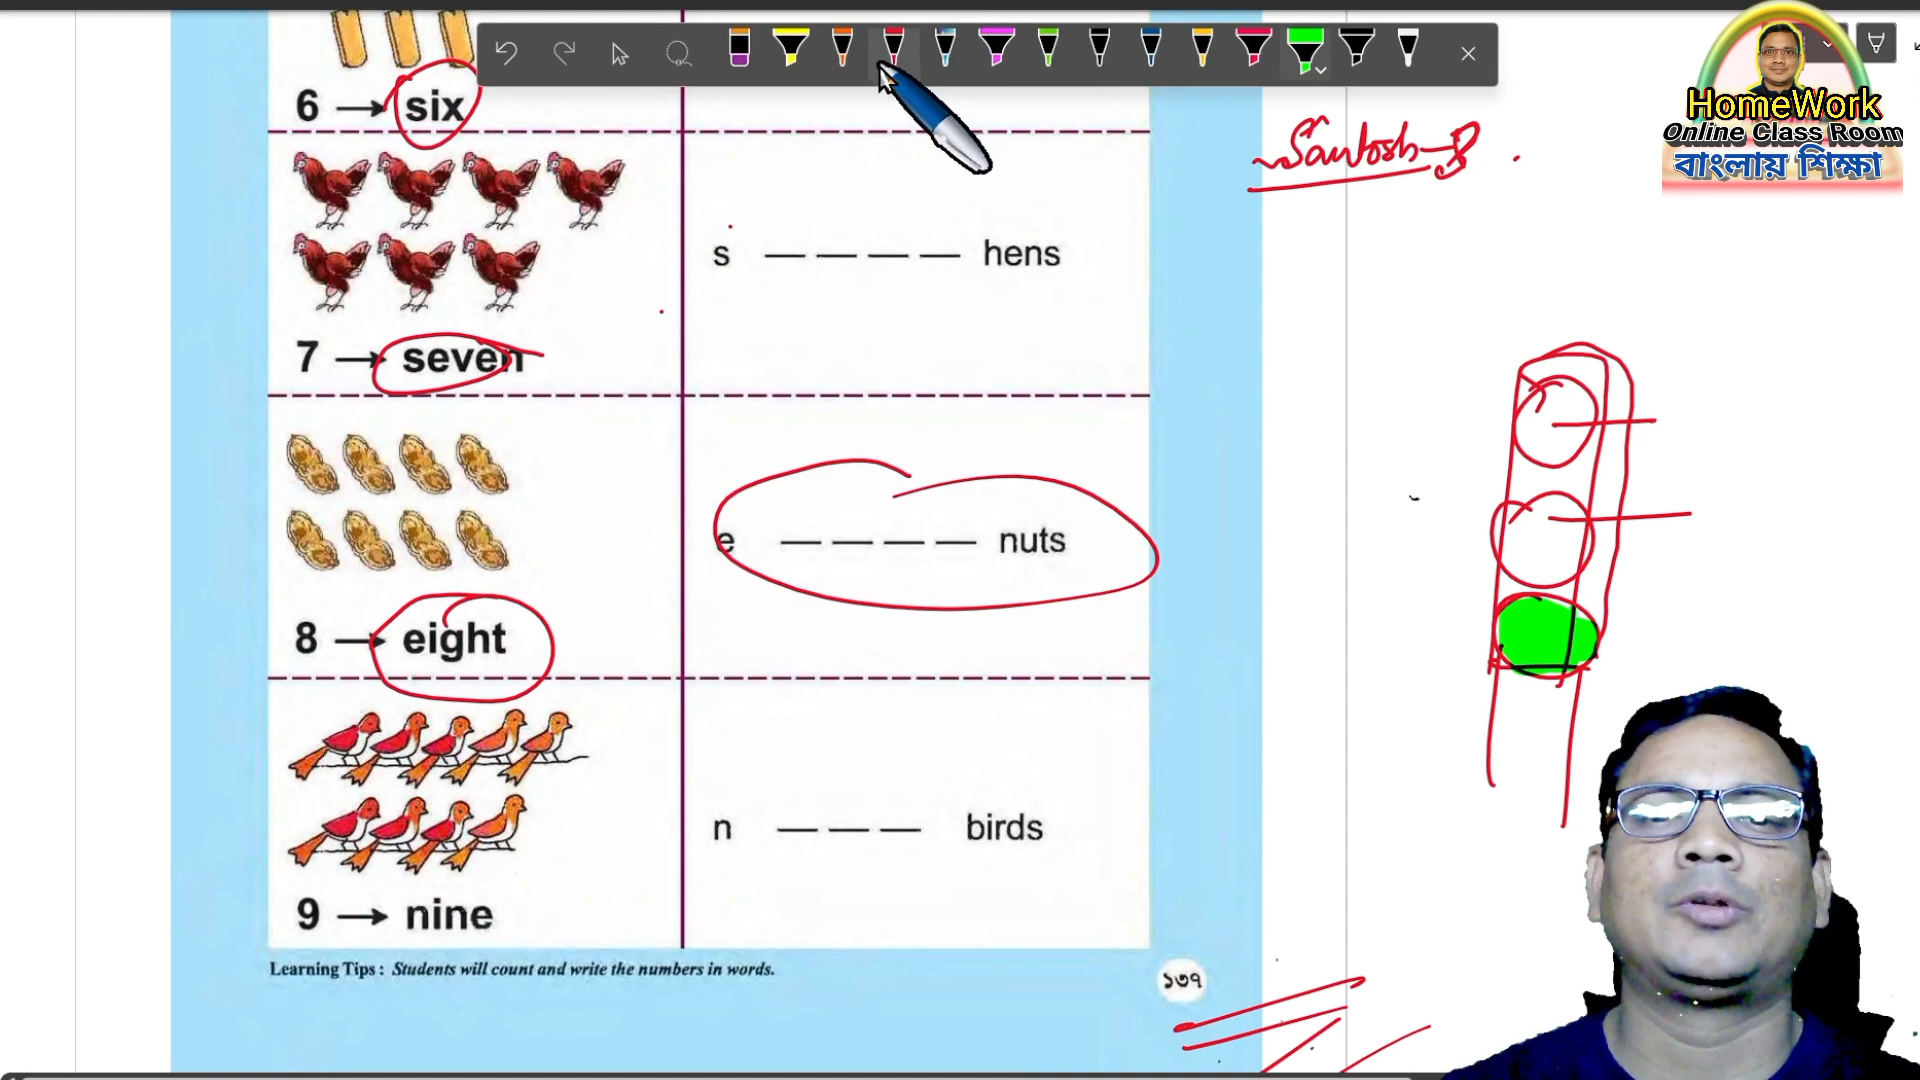 6 → six
s _ _ _ _ hens
7 → seven
e _ _ _ _ nuts
8 → eight
n _ _ _ birds
9 → nine
Learning Tips : Students will count and write the numbers in words.
১৩৭
Santosh
HomeWork
Online Class Room
বাংলায় শিক্ষা